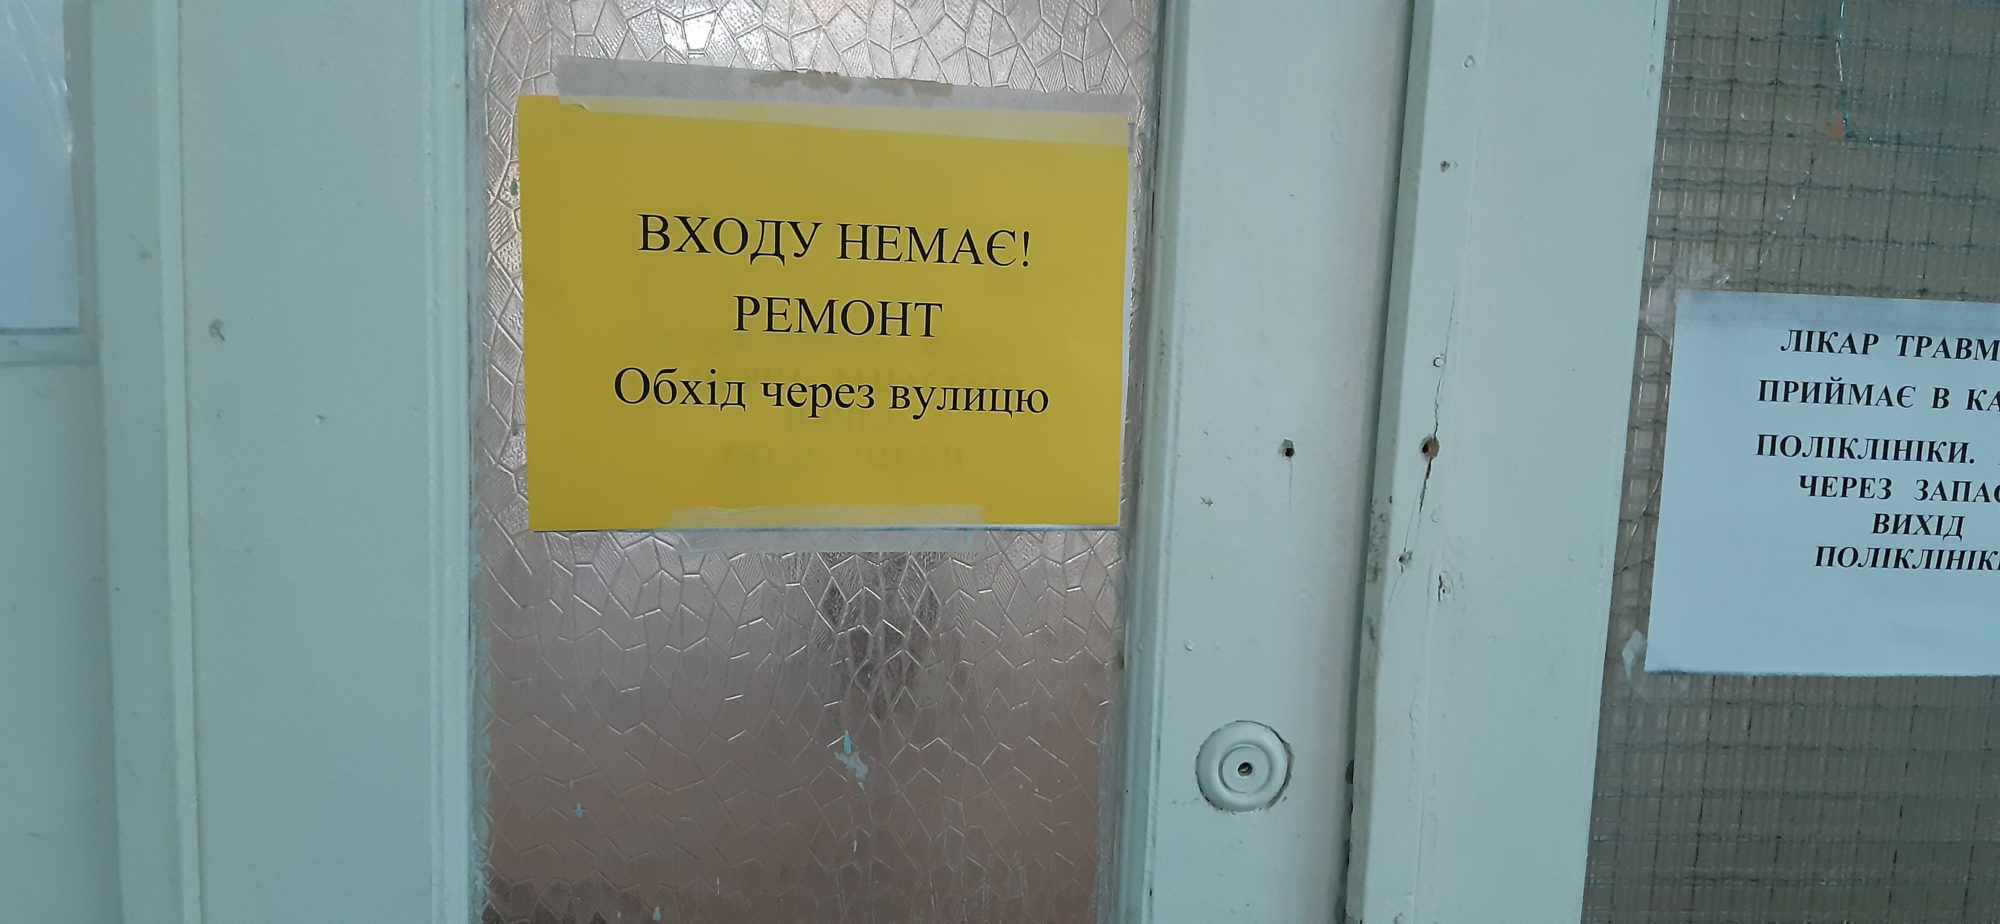 ВХОДУ НЕМАЄ!
РЕМОНТ
Обхід через вулицю
ЛІКАР
ПРИЙМАЄ В
ПОЛІКЛІНІКИ.
ЧЕРЕЗ
ВИХІД